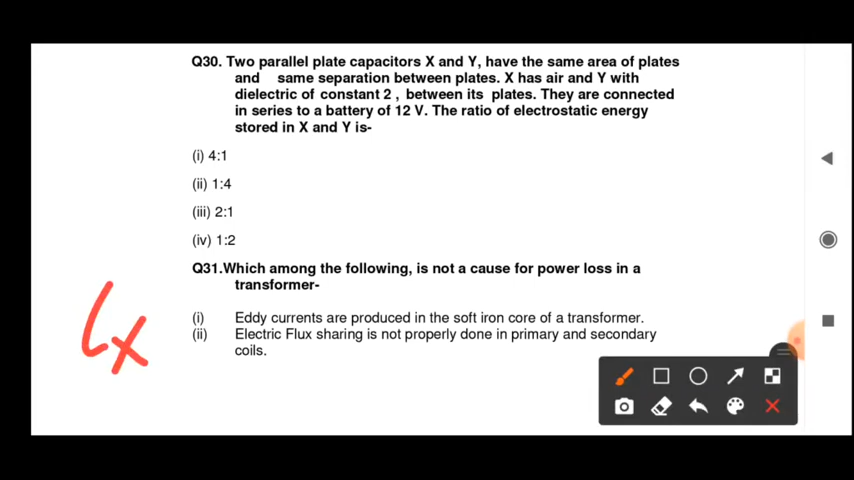 Q30. Two parallel plate capacitors X and Y, have the same area of plates
and same separation between plates. X has air and Y with
dielectric of constant 2 , between its plates. They are connected
in series to a battery of 12 V. The ratio of electrostatic energy
stored in X and Y is-
(i) 4:1
(ii) 1:4
(iii) 2:1
(iv) 1:2
Q31.Which among the following, is not a cause for power loss in a
transformer-
(i) Eddy currents are produced in the soft iron core of a transformer.
(ii) Electric Flux sharing is not properly done in primary and secondary
coils.